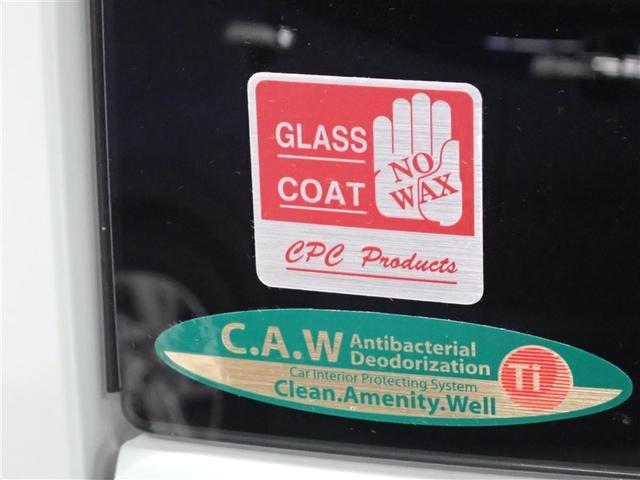 GLASS
COAT
NO
WAX
CPC Products
C.A.W Antibacterial
Deodorization
Car Interior Protecting System
Clean.Amenity.Well
Ti